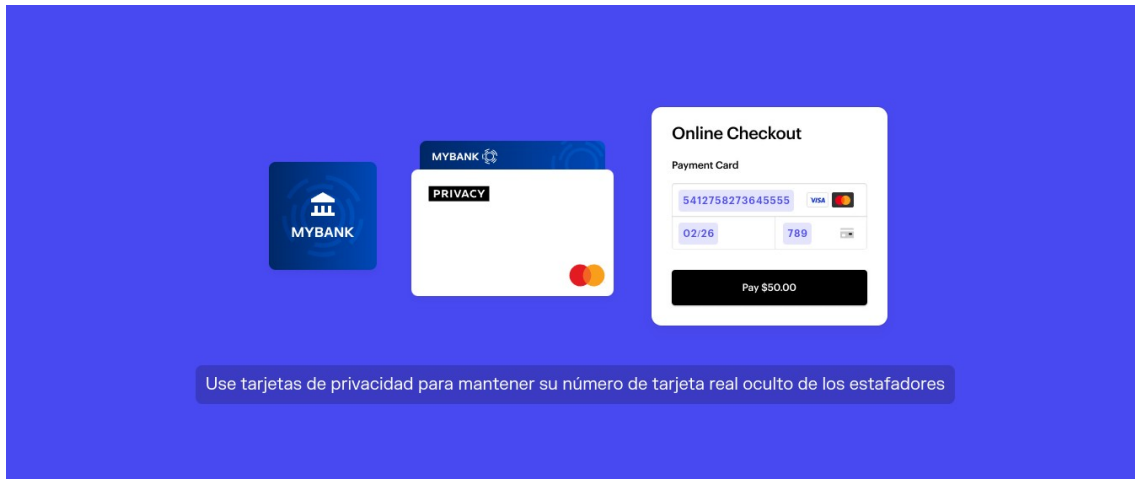 MYBANK
MYBANK
PRIVACY
Online Checkout
Payment Card
5412758273645555 VISA
02/26 789
Pay $50.00
Use tarjetas de privacidad para mantener su número de tarjeta real oculto de los estafadores